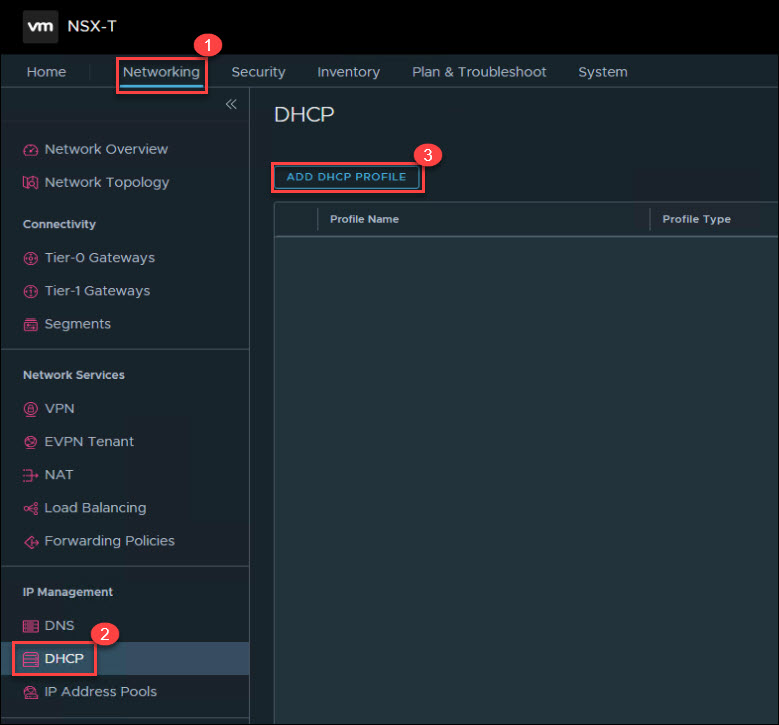 vm NSX-T
1
Home Networking Security Inventory Plan & Troubleshoot System
DHCP
Network Overview
3
ADD DHCP PROFILE
Network Topology
Profile Name Profile Type
Connectivity
Tier-0 Gateways
Tier-1 Gateways
Segments
Network Services
VPN
EVPN Tenant
NAT
Load Balancing
Forwarding Policies
IP Management
DNS
2
DHCP
IP Address Pools